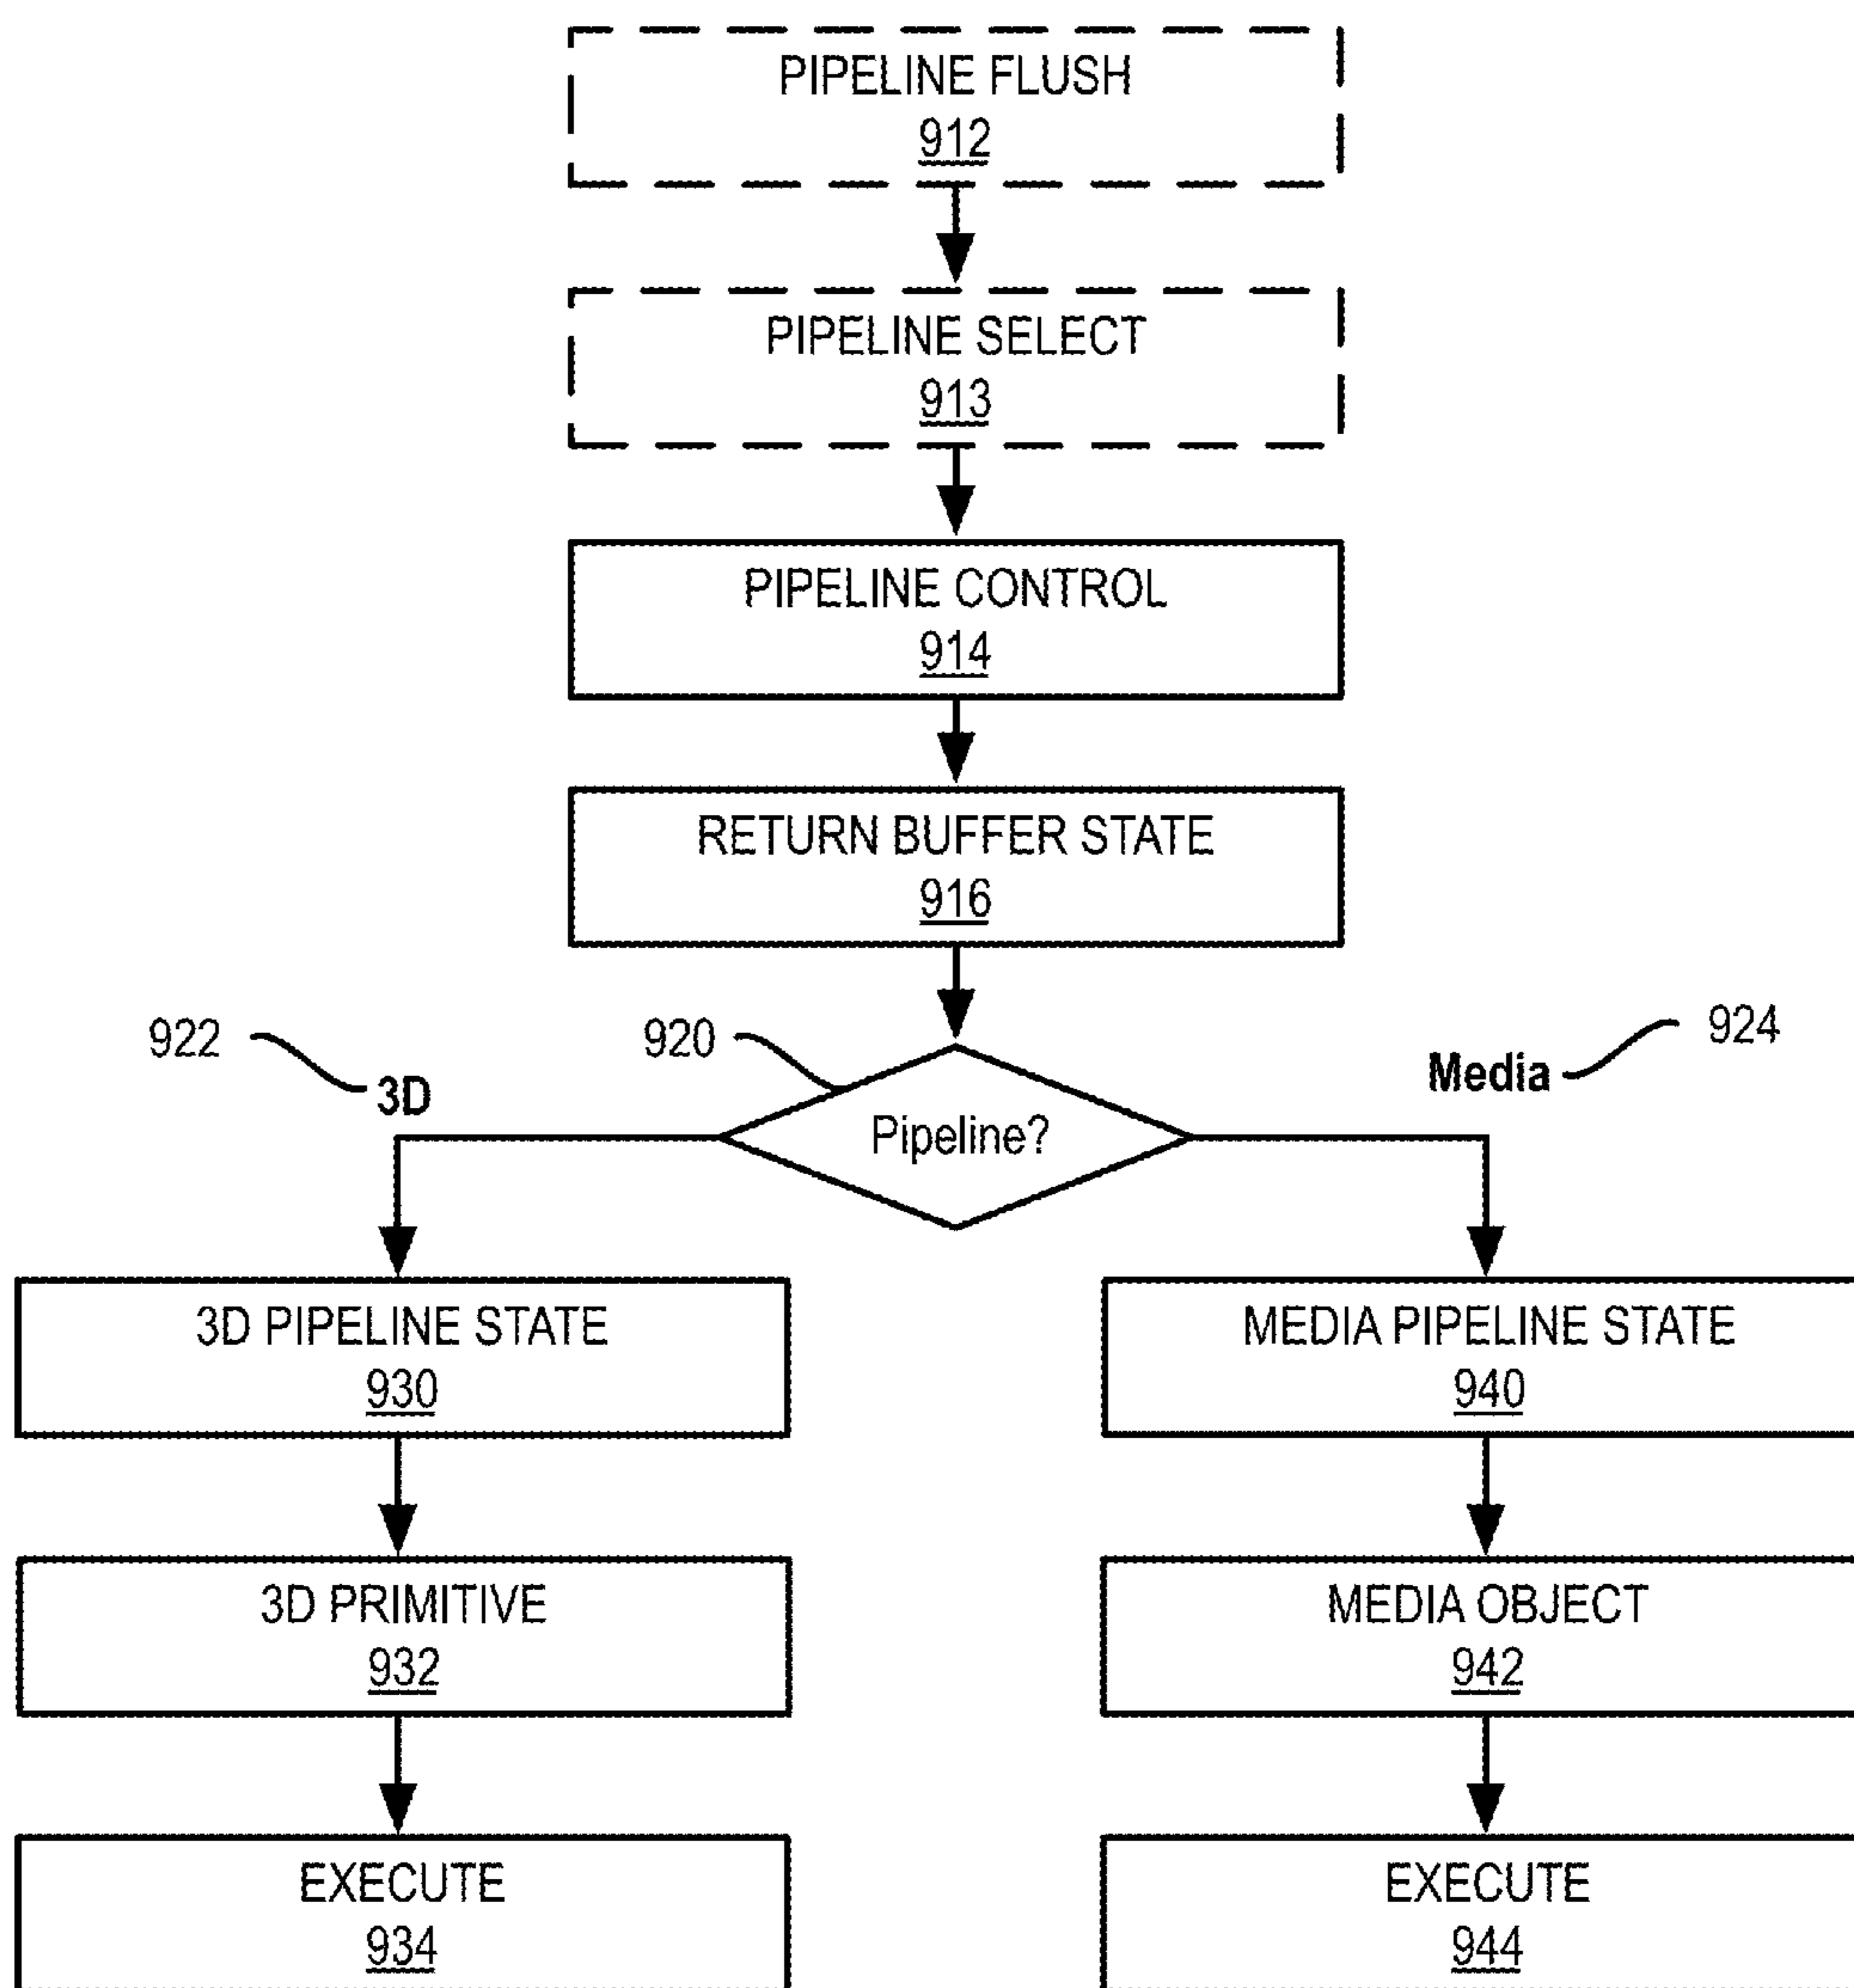 PIPELINE FLUSH
912
PIPELINE SELECT
913
PIPELINE CONTROL
914
RETURN BUFFER STATE
916
922
920
924
3D
Media
Pipeline?
3D PIPELINE STATE
930
MEDIA PIPELINE STATE
940
3D PRIMITIVE
932
MEDIA OBJECT
942
EXECUTE
934
EXECUTE
944